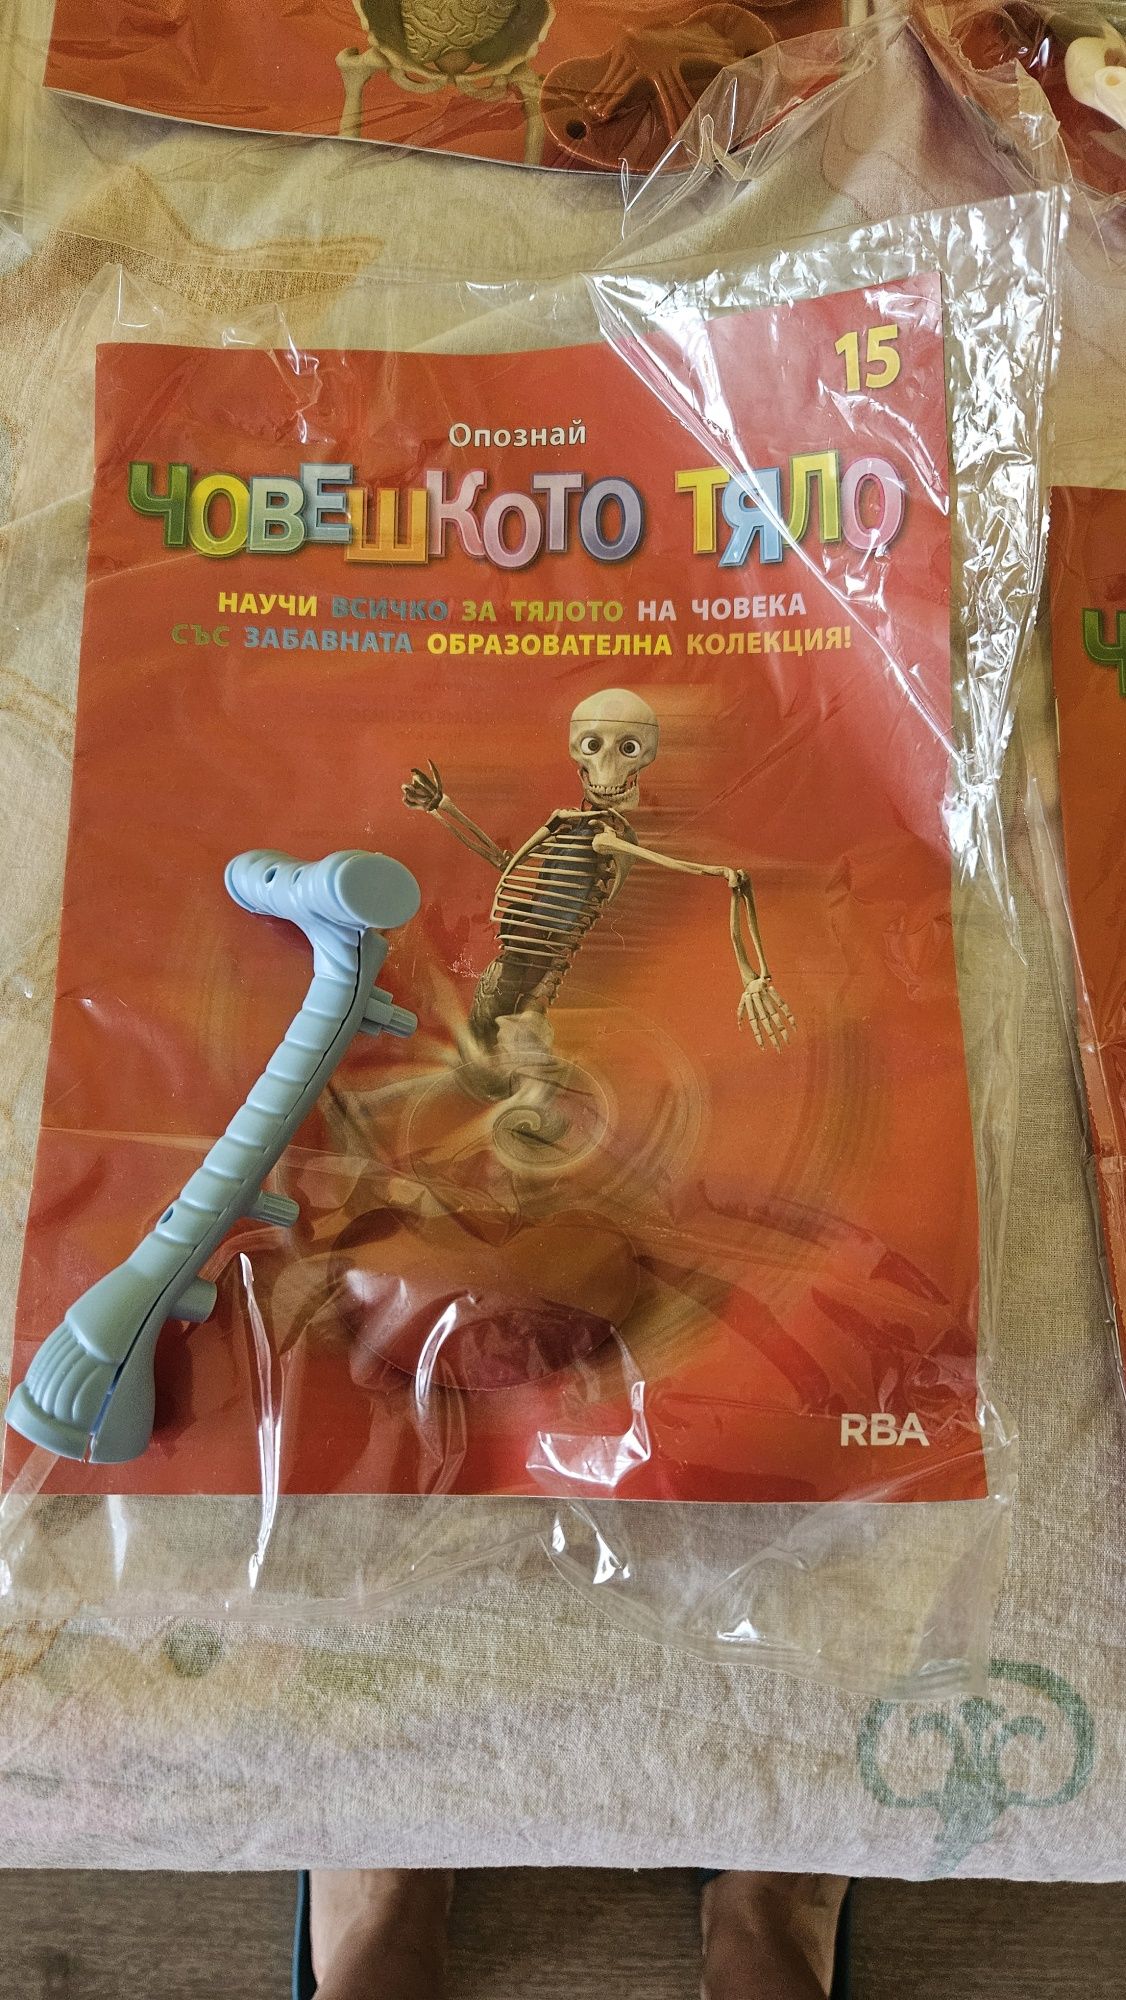 15
Опознай
ЧОВЕШКОТО ТЯЛО
НАУЧИ ВСИЧКО ЗА ТЯЛОТО НА ЧОВЕКА
СЪС ЗАБАВНАТА ОБРАЗОВАТЕЛНА КОЛЕКЦИЯ!
RBA
Ч